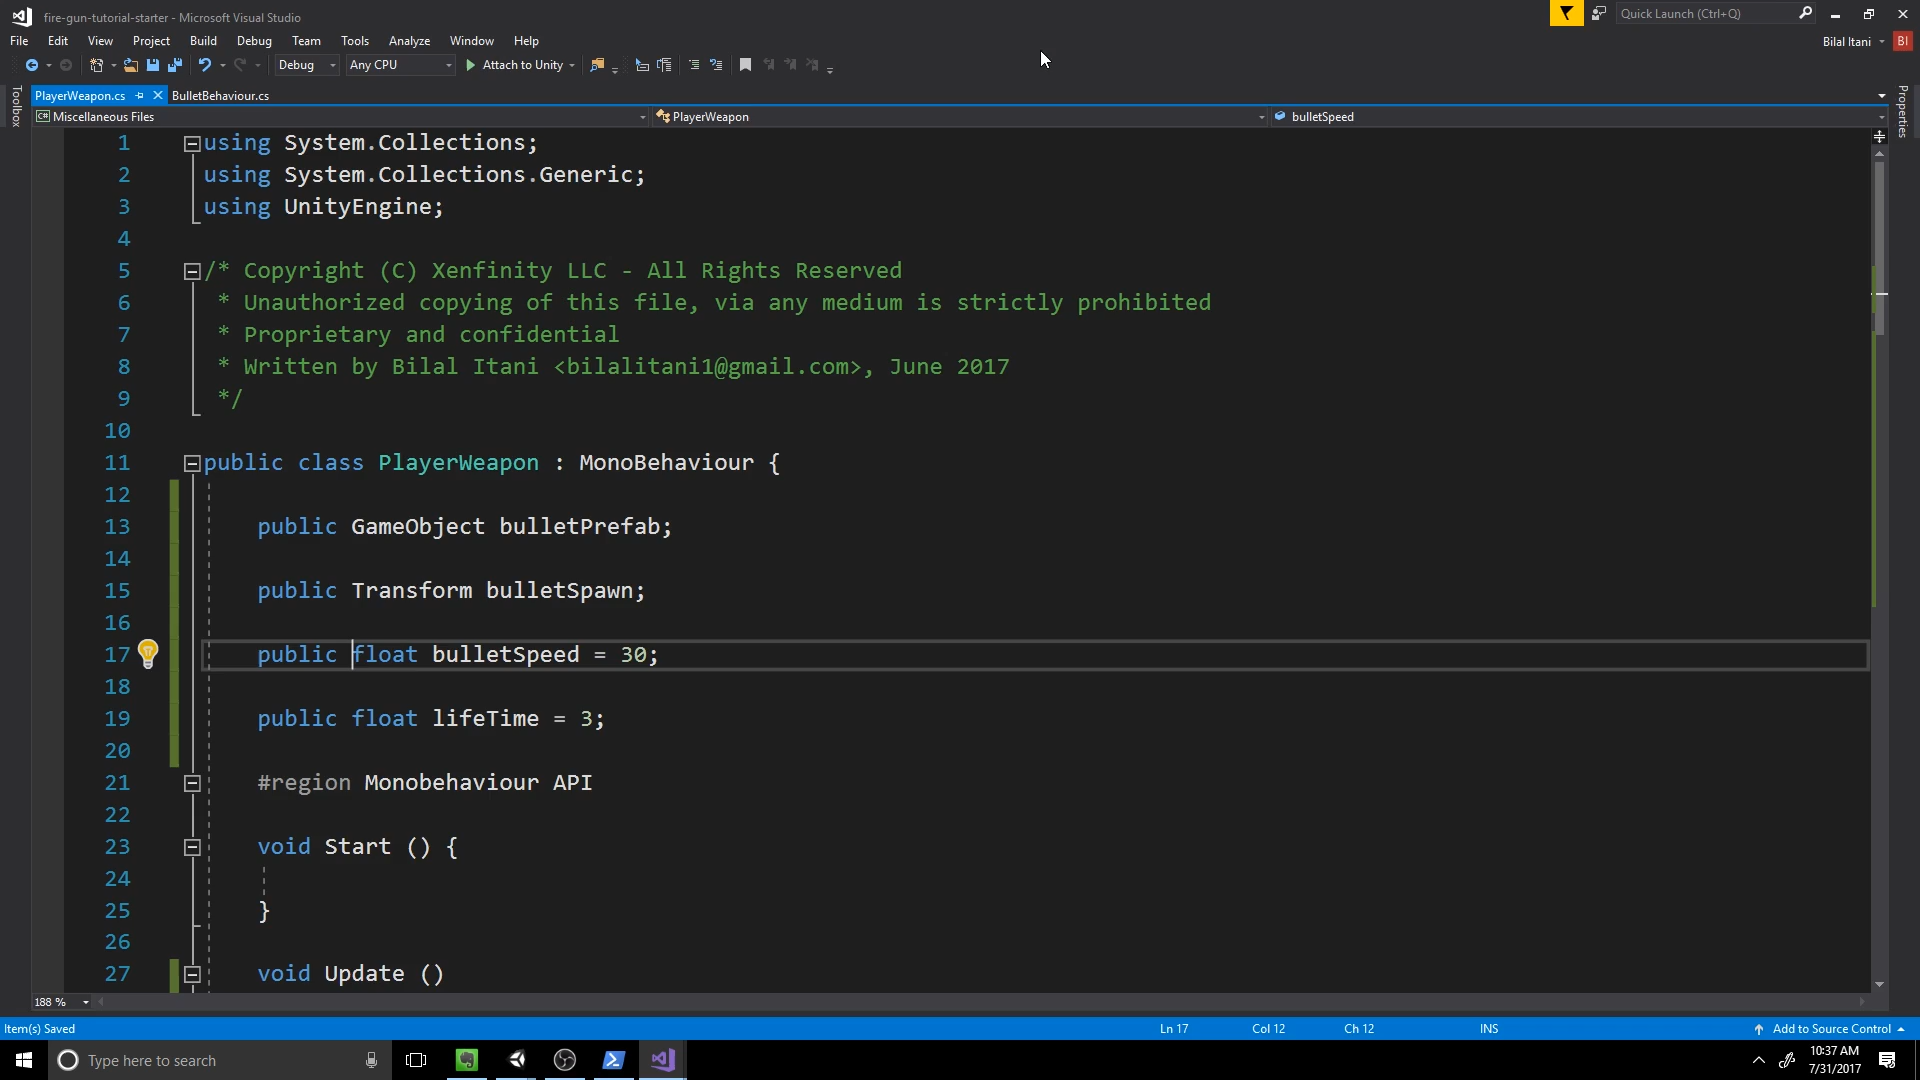 fire-gun-tutorial-starter - Microsoft Visual Studio
Quick Launch (Ctrl+Q)
File Edit View Project Build Debug Team Tools Analyze Window Help
Bilal Itani BI
Debug Any CPU Attach to Unity
Toolbox
PlayerWeapon.cs BulletBehaviour.cs
Properties
C# Miscellaneous Files PlayerWeapon bulletSpeed
1 using System.Collections;
2 using System.Collections.Generic;
3 using UnityEngine;
4
5 /* Copyright (C) Xenfinity LLC - All Rights Reserved
6 * Unauthorized copying of this file, via any medium is strictly prohibited
7 * Proprietary and confidential
8 * Written by Bilal Itani <bilalitani1@gmail.com>, June 2017
9 */
10
11 public class PlayerWeapon : MonoBehaviour {
12
13 public GameObject bulletPrefab;
14
15 public Transform bulletSpawn;
16
17 public float bulletSpeed = 30;
18
19 public float lifeTime = 3;
20
21 #region Monobehaviour API
22
23 void Start () {
24
25 }
26
27 void Update ()
188 %
Item(s) Saved Ln 17 Col 12 Ch 12 INS Add to Source Control
Type here to search
10:37 AM
7/31/2017